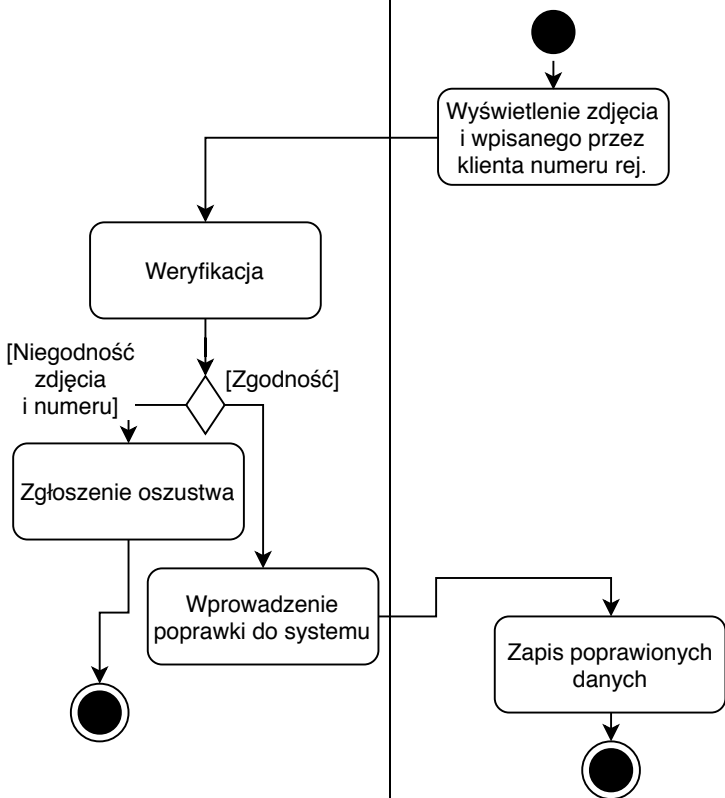 Wyświetlenie zdjęcia
i wpisanego przez
klienta numeru rej.
Weryfikacja
[Niegodność
zdjęcia
i numeru]
[Zgodność]
Zgłoszenie oszustwa
Wprowadzenie
poprawki do systemu
Zapis poprawionych
danych